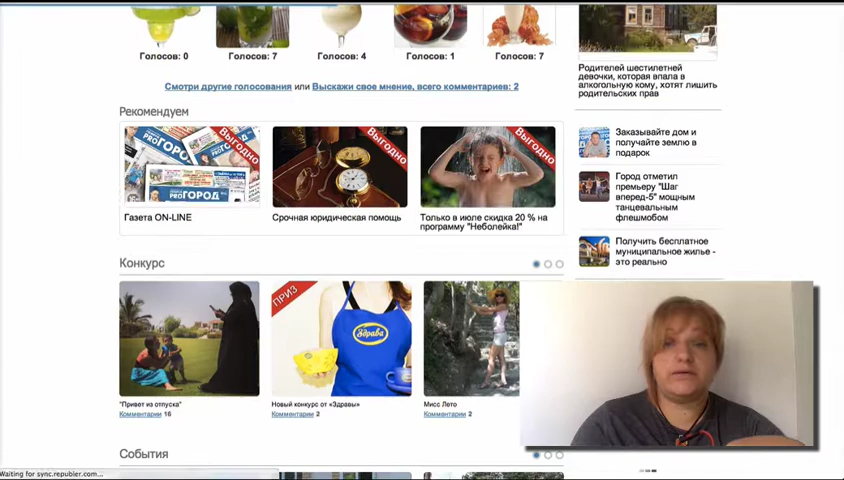 Голосов: 0
Голосов: 7
Голосов: 4
Голосов: 1
Голосов: 7
Смотри другие голосования или Выскажи свое мнение, всего комментариев: 2
Рекомендуем
Выгодно
PROГОРОД
Газета ON-LINE
Выгодно
Срочная юридическая помощь
Выгодно
Только в июле скидка 20 % на
программу "Неболейка!"
Конкурс
"Привет из отпуска"
Комментарии 16
ПРИЗ
Здрава
Новый конкурс от «Здравы»
Комментарии 2
Мисс Лето
Комментарии 2
События
Родителей шестилетней
девочки, которая впала в
алкогольную кому, хотят лишить
родительских прав
Заказывайте дом и
получайте землю в
подарок
Город отметил
премьеру "Шаг
вперед-5" мощным
танцевальным
флешмобом
Получить бесплатное
муниципальное жилье -
это реально
Waiting for sync.republer.com...